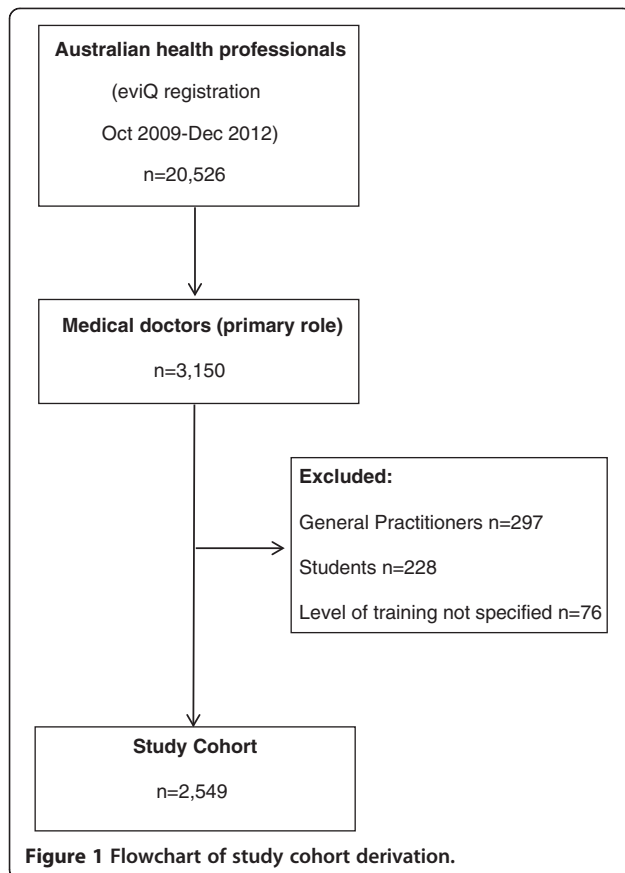 Australian health professionals
(eviQ registration
Oct 2009-Dec 2012)
n=20,526
Medical doctors (primary role)
n=3,150
Excluded:
General Practitioners n=297
Students n=228
Level of training not specified n=76
Study Cohort
n=2,549
Figure 1 Flowchart of study cohort derivation.